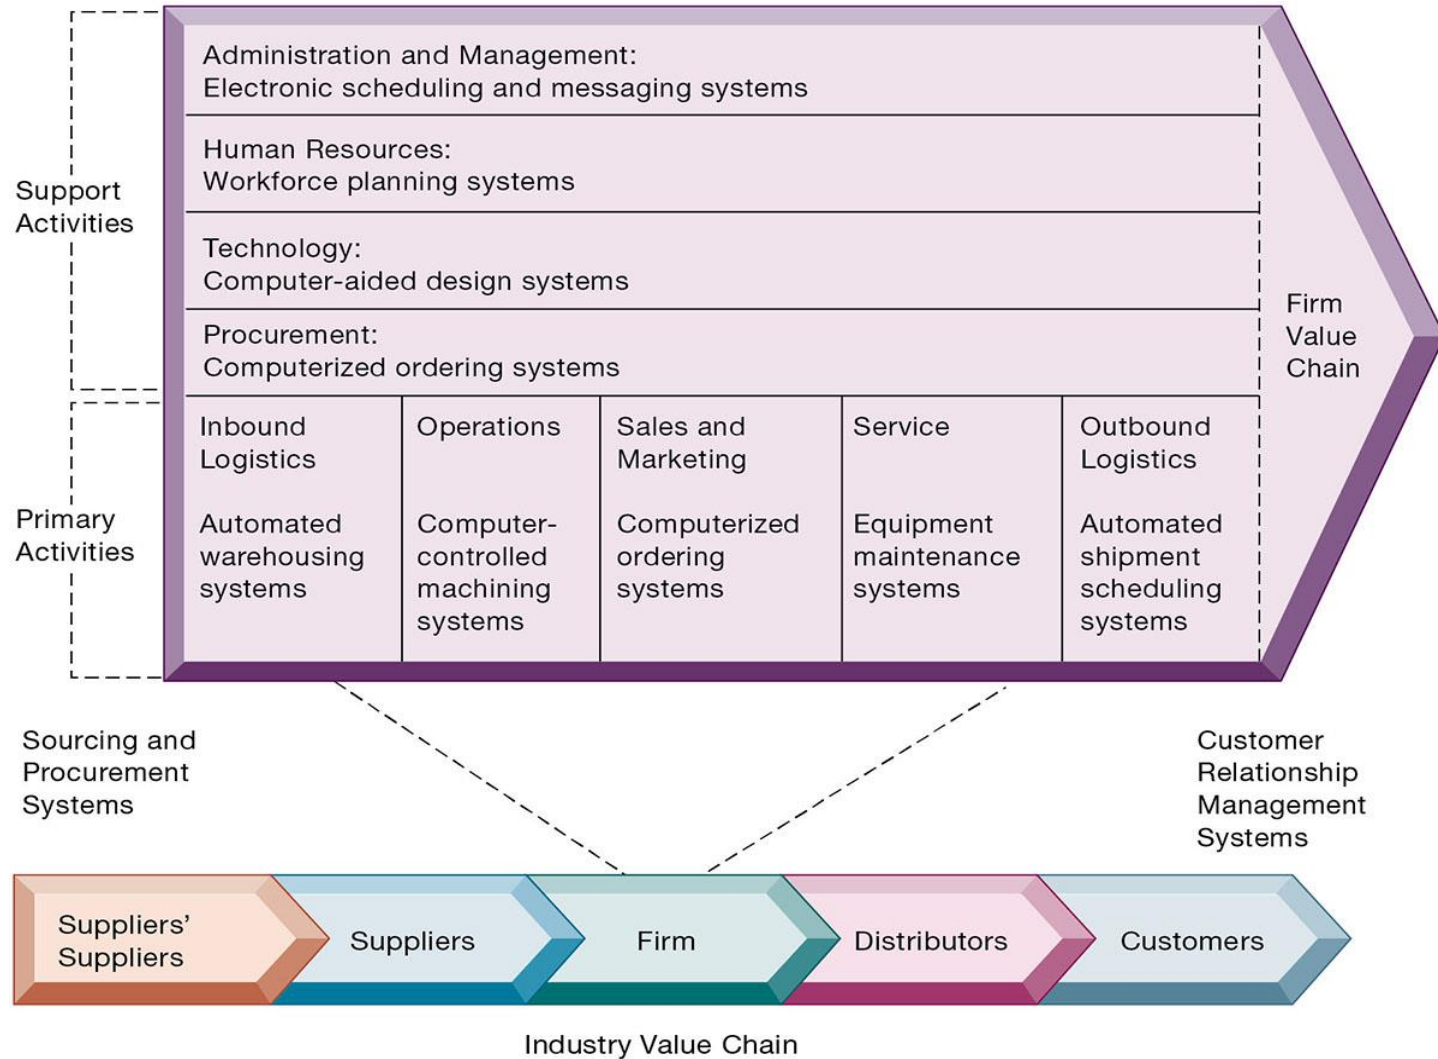 Administration and Management:
Electronic scheduling and messaging systems
Human Resources:
Workforce planning systems
Support
Activities
Technology:
Computer-aided design systems
Procurement:
Computerized ordering systems
Firm
Value
Chain
Primary
Activities
Inbound
Logistics
Automated
warehousing
systems
Operations
Computer-
controlled
machining
systems
Sales and
Marketing
Computerized
ordering
systems
Service
Equipment
maintenance
systems
Outbound
Logistics
Automated
shipment
scheduling
systems
Sourcing and
Procurement
Systems
Customer
Relationship
Management
Systems
Suppliers’
Suppliers
Suppliers
Firm
Distributors
Customers
Industry Value Chain